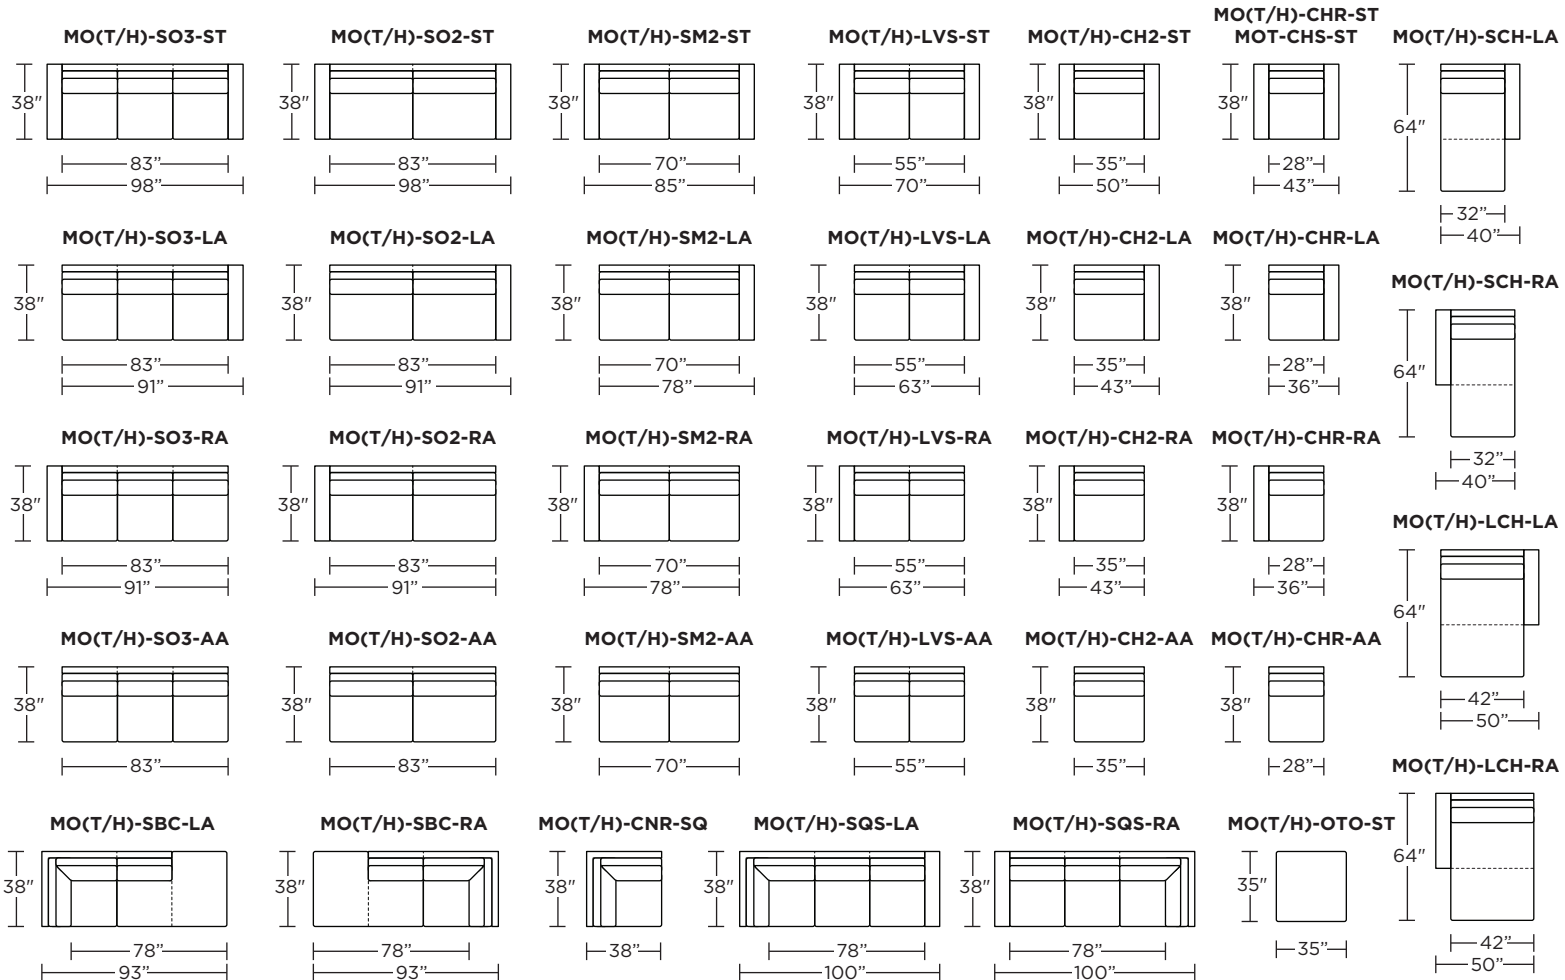 MO(T/H)-SO3-ST
38"
83”
98”
MO(T/H)-SO2-ST
38"
83”
98”
MO(T/H)-SM2-ST
38"
70”
85”
MO(T/H)-LVS-ST
38"
55”
70”
MO(T/H)-CH2-ST
38"
35”
50”
MO(T/H)-CHR-ST
MOT-CHS-ST
38"
28”
43”
MO(T/H)-SCH-LA
64"
32”
40”
MO(T/H)-SO3-LA
38"
83”
91”
MO(T/H)-SO2-LA
38"
83”
91”
MO(T/H)-SM2-LA
38"
70”
78”
MO(T/H)-LVS-LA
38"
55”
63”
MO(T/H)-CH2-LA
38"
35”
43”
MO(T/H)-CHR-LA
38"
28”
36”
MO(T/H)-SCH-RA
64"
32”
40”
MO(T/H)-SO3-RA
38"
83”
91”
MO(T/H)-SO2-RA
38"
83”
91”
MO(T/H)-SM2-RA
38"
70”
78”
MO(T/H)-LVS-RA
38"
55”
63”
MO(T/H)-CH2-RA
38"
35”
43”
MO(T/H)-CHR-RA
38"
28”
36”
MO(T/H)-LCH-LA
64"
42”
50”
MO(T/H)-SO3-AA
38"
83”
MO(T/H)-SO2-AA
38"
83”
MO(T/H)-SM2-AA
38"
70”
MO(T/H)-LVS-AA
38"
55”
MO(T/H)-CH2-AA
38"
35”
MO(T/H)-CHR-AA
38"
28”
MO(T/H)-LCH-RA
64"
42”
50”
MO(T/H)-SBC-LA
38"
78”
93”
MO(T/H)-SBC-RA
38"
78”
93”
MO(T/H)-CNR-SQ
38"
38”
MO(T/H)-SQS-LA
38"
78”
100”
MO(T/H)-SQS-RA
38"
78”
100”
MO(T/H)-OTO-ST
35"
35”